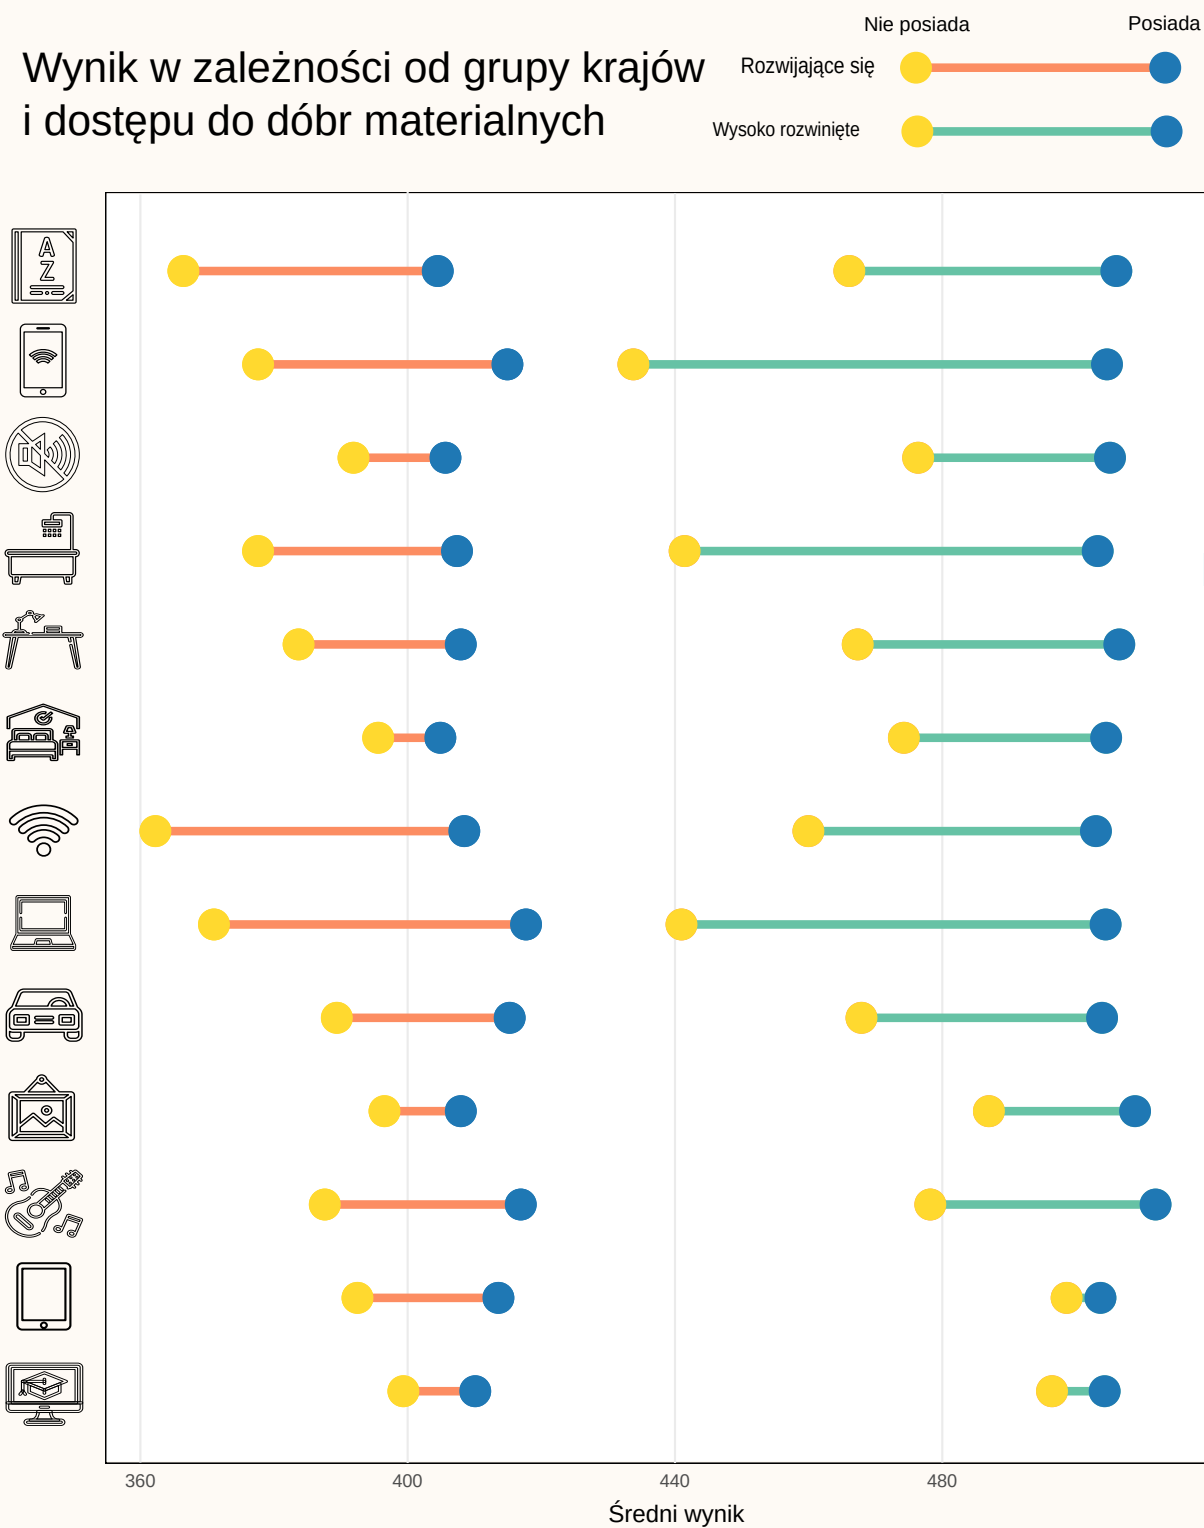 Nie posiada
Posiada
Wynik w zależności od grupy krajów
i dostępu do dóbr materialnych
Rozwijające się
Wysoko rozwinięte
A
Z
360
400
440
480
Średni wynik